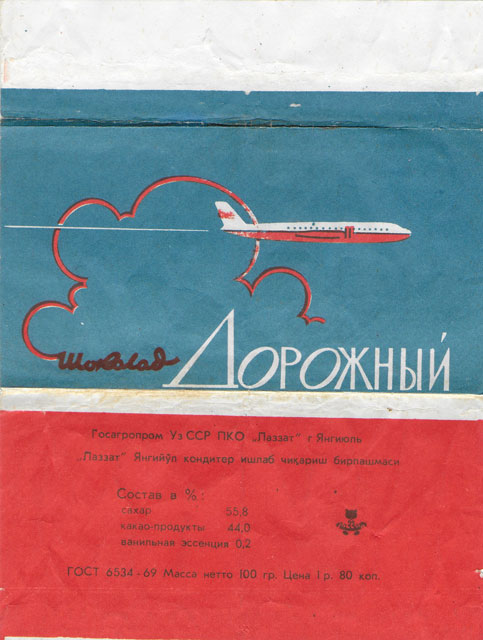 Шоколад
ДОРОЖНЫЙ
Госагропром Уз ССР ПКО „Лаззат" г Янгиюль
„Лаззат" Янгийўл кондитер ишлаб чиқариш бирлашмаси
Состав в %:
сахар 55,8
какао-продукты 44,0
ванильная эссенция 0,2
ГОСТ 6534-69 Масса нетто 100 гр. Цена 1 р. 80 коп.